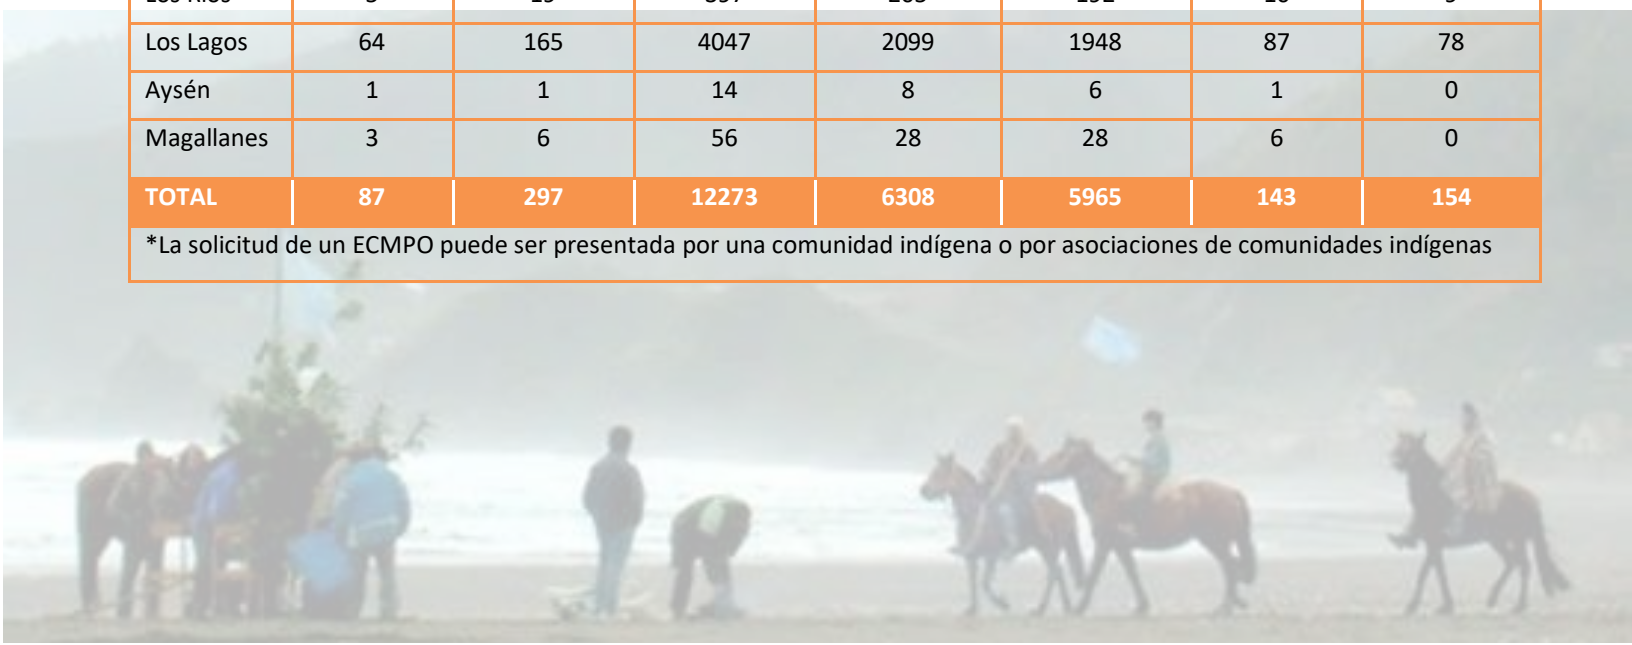 Los Lagos 64 165 4047 2099 1948 87 78
Aysén 1 1 14 8 6 1 0
Magallanes 3 6 56 28 28 6 0
TOTAL 87 297 12273 6308 5965 143 154
*La solicitud de un ECMPO puede ser presentada por una comunidad indígena o por asociaciones de comunidades indígenas